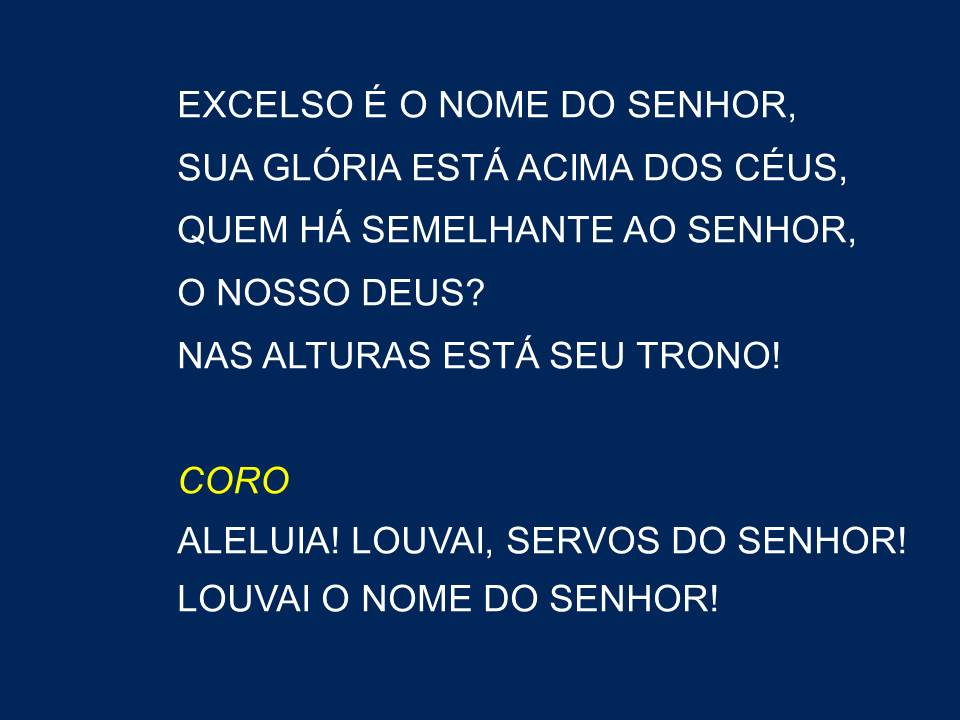 EXCELSO É O NOME DO SENHOR,
SUA GLÓRIA ESTÁ ACIMA DOS CÉUS,
QUEM HÁ SEMELHANTE AO SENHOR,
O NOSSO DEUS?
NAS ALTURAS ESTÁ SEU TRONO!
CORO
ALELUIA! LOUVAI, SERVOS DO SENHOR!
LOUVAI O NOME DO SENHOR!